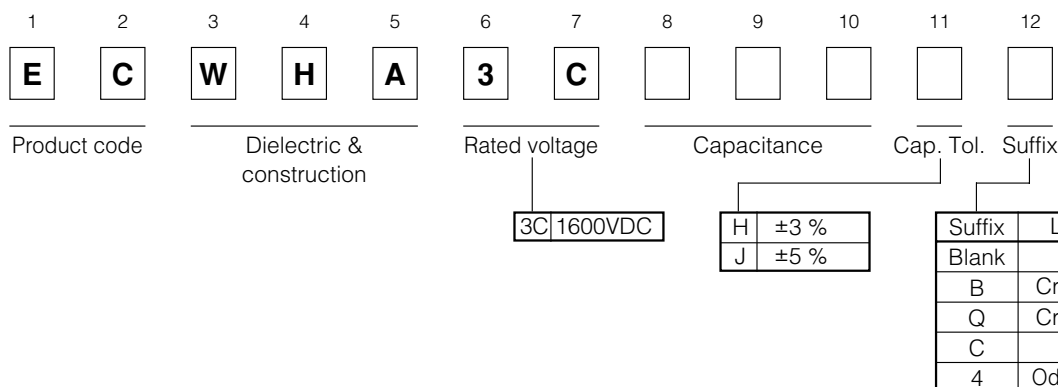 1 2 3 4 5 6 7 8 9 10 11 12
E C W H A 3 C
Product code Dielectric & construction Rated voltage Capacitance Cap. Tol. Suffix
3C 1600VDC
H ±3 %
J ±5 %
Suffix
Blank
B
Q
C
4